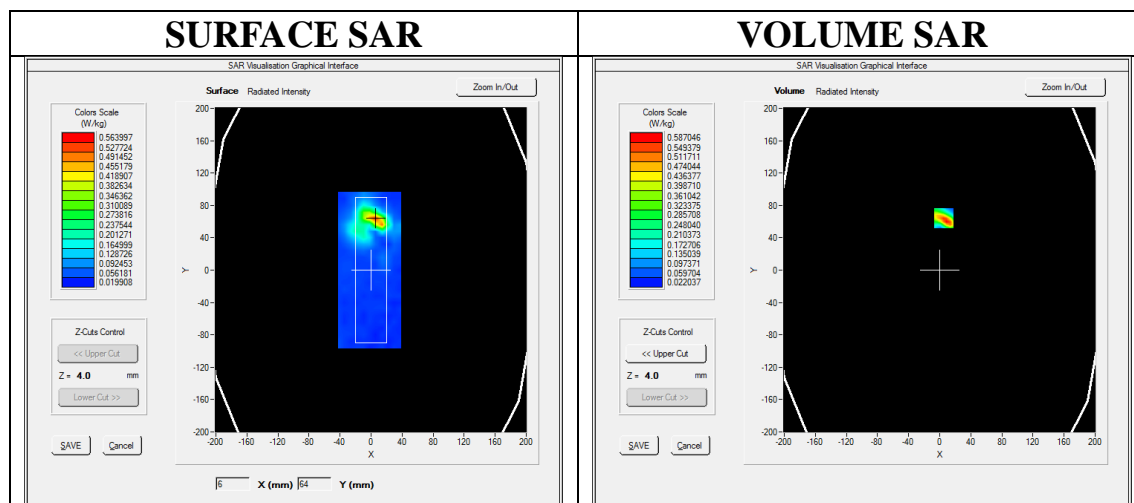 SURFACE SAR
SAR Visualisation Graphical Interface
Surface Radiated Intensity
Zoom In/Out
Colors Scale
(W/kg)
0.563997
0.527724
0.491452
0.455179
0.418907
0.382634
0.346362
0.310089
0.273816
0.237544
0.201271
0.164999
0.128726
0.092453
0.056181
0.019908
Z-Cuts Control
<< Upper Cut
Z = 4.0 mm
Lower Cut >>
SAVE Cancel
200
160
120
80
40
0
-40
-80
-120
-160
-200
Y
-200 -160 -120 -80 -40 0 40 80 120 160 200
X
6 X (mm) 64 Y (mm)
VOLUME SAR
SAR Visualisation Graphical Interface
Volume Radiated Intensity
Zoom In/Out
Colors Scale
(W/kg)
0.587046
0.549379
0.511711
0.474044
0.436377
0.398710
0.361042
0.323375
0.285708
0.248040
0.210373
0.172706
0.135039
0.097371
0.059704
0.022037
Z-Cuts Control
<< Upper Cut
Z = 4.0 mm
Lower Cut >>
SAVE Cancel
200
160
120
80
40
0
-40
-80
-120
-160
-200
Y
-200 -160 -120 -80 -40 0 40 80 120 160 200
X